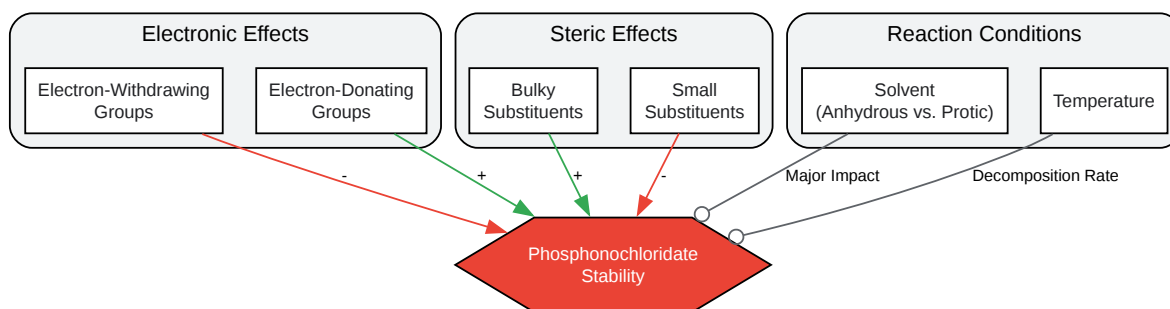 Electronic Effects
Steric Effects
Reaction Conditions
Electron-Withdrawing
Groups
Electron-Donating
Groups
Bulky
Substituents
Small
Substituents
Solvent
(Anhydrous vs. Protic)
Temperature
-
+
+
-
Major Impact
Decomposition Rate
Phosphonochloridate
Stability